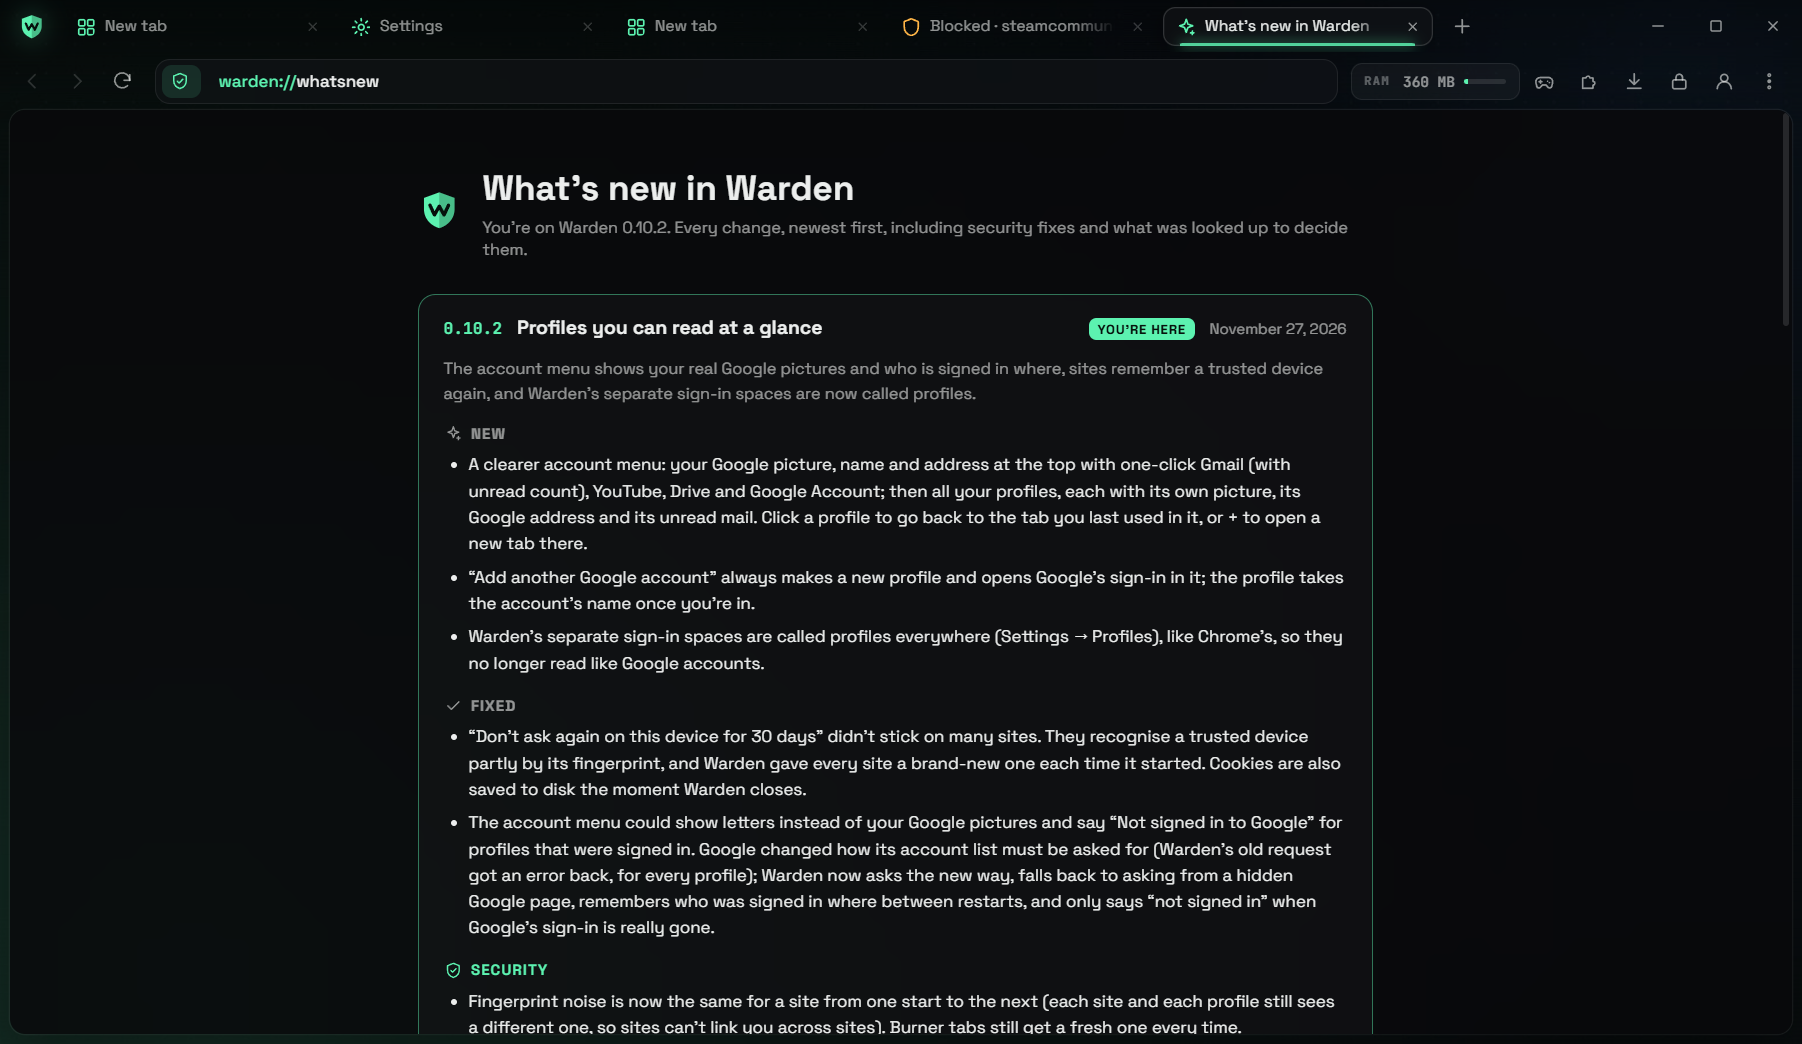 New tab
Settings
New tab
Blocked · steamcommun
What's new in Warden
warden://whatsnew
RAM 360 MB
What's new in Warden
You're on Warden 0.10.2. Every change, newest first, including security fixes and what was looked up to decide
them.
0.10.2 Profiles you can read at a glance
YOU'RE HERE November 27, 2026
The account menu shows your real Google pictures and who is signed in where, sites remember a trusted device
again, and Warden's separate sign-in spaces are now called profiles.
NEW
• A clearer account menu: your Google picture, name and address at the top with one-click Gmail (with
unread count), YouTube, Drive and Google Account; then all your profiles, each with its own picture, its
Google address and its unread mail. Click a profile to go back to the tab you last used in it, or + to open a
new tab there.
• “Add another Google account” always makes a new profile and opens Google's sign-in in it; the profile takes
the account's name once you're in.
• Warden's separate sign-in spaces are called profiles everywhere (Settings → Profiles), like Chrome's, so they
no longer read like Google accounts.
FIXED
• “Don't ask again on this device for 30 days” didn't stick on many sites. They recognise a trusted device
partly by its fingerprint, and Warden gave every site a brand-new one each time it started. Cookies are also
saved to disk the moment Warden closes.
• The account menu could show letters instead of your Google pictures and say “Not signed in to Google” for
profiles that were signed in. Google changed how its account list must be asked for (Warden's old request
got an error back, for every profile); Warden now asks the new way, falls back to asking from a hidden
Google page, remembers who was signed in where between restarts, and only says “not signed in” when
Google's sign-in is really gone.
SECURITY
• Fingerprint noise is now the same for a site from one start to the next (each site and each profile still sees
a different one, so sites can't link you across sites). Burner tabs still get a fresh one every time.